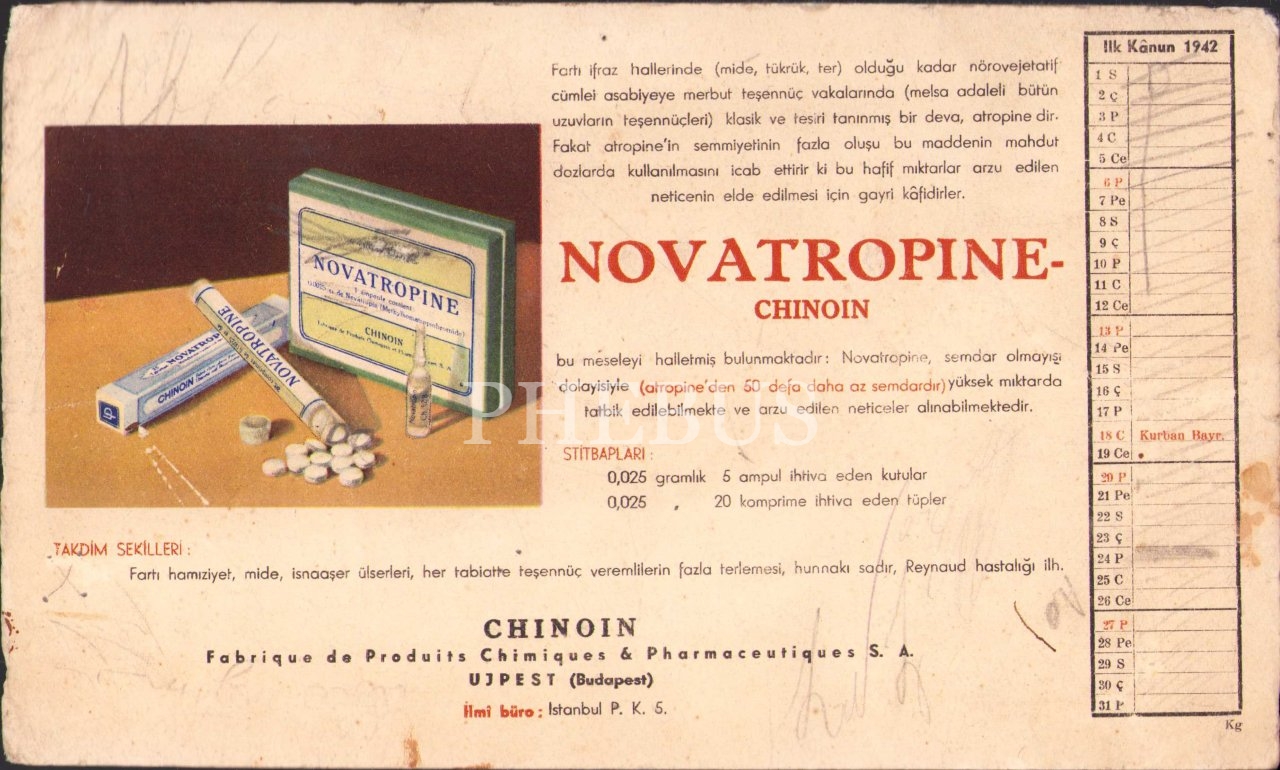 Fartı ifraz hallerinde (mide, tükrük, ter) olduğu kadar nörovejetatif
cümlei asabiyeye merbut teşennüç vakalarında (melsa adaleli bütün
uzuvların teşennüçleri) klasik ve tesiri tanınmış bir deva, atropine dir.
Fakat atropine'in semmiyetinin fazla oluşu bu maddenin mahdut
dozlarda kullanılmasını icab ettirir ki bu hafif miktarlar arzu edilen
neticenin elde edilmesi için gayri kâfidirler.
NOVATROPINE-
CHINOIN
bu meseleyi halletmiş bulunmaktadır: Novatropine, semdar olmayışı
dolayisiyle (atropine'den 50 defa daha az semdardır) yüksek miktarda
tatbik edilebilmekte ve arzu edilen neticeler alınabilmektedir.
STİTBAPLARI :
0,025 gramlık 5 ampul ihtiva eden kutular
0,025 „ 20 komprime ihtiva eden tüpler
NOVATROPINE
1 ampoule contient
CHINOIN
NOVATROPINE
CHINOIN
PHEBUS
TAKDİM SEKİLLERİ :
Fartı hamıziyet, mide, isnaaşer ülserleri, her tabiatte teşennüç veremlilerin fazla terlemesi, hunnakı sadır, Reynaud hastalığı ilh.
CHINOIN
Fabrique de Produits Chimiques & Pharmaceutiques S. A.
UJPEST (Budapest)
İlmî büro : Istanbul P. K. 5.
Ilk Kânun 1942
1 S
2 Ç
3 P
4 C
5 Ce
6 P
7 Pe
8 S
9 Ç
10 P
11 C
12 Ce
13 P
14 Pe
15 S
16 Ç
17 P
18 C Kurban Bayr.
19 Ce
20 P
21 Pe
22 S
23 Ç
24 P
25 C
26 Ce
27 P
28 Pe
29 S
30 Ç
31 P
Kg